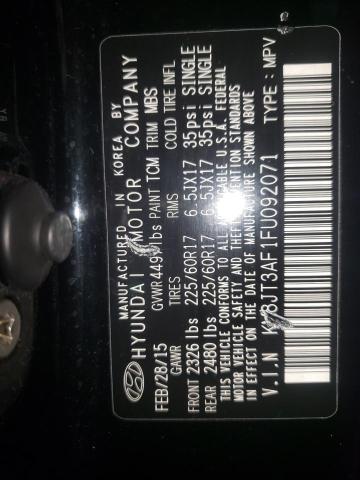 MANUFACTURED IN KOREA BY
HYUNDAI MOTOR COMPANY
FEB/28/15 GVWR 4499 lbs PAINT TCM TRIM MBS
GAWR TIRES RIMS COLD TIRE INFL
FRONT 2326 lbs 225/60R17 6.5JX17 35psi SINGLE
REAR 2480 lbs 225/60R17 6.5JX17 35psi SINGLE
THIS VEHICLE CONFORMS TO ALL APPLICABLE U.S.A. FEDERAL
MOTOR VEHICLE SAFETY AND THEFT PREVENTION STANDARDS
IN EFFECT ON THE DATE OF MANUFACTURE SHOWN ABOVE
V.I.N KM8JT3AF1FU092071 TYPE: MPV